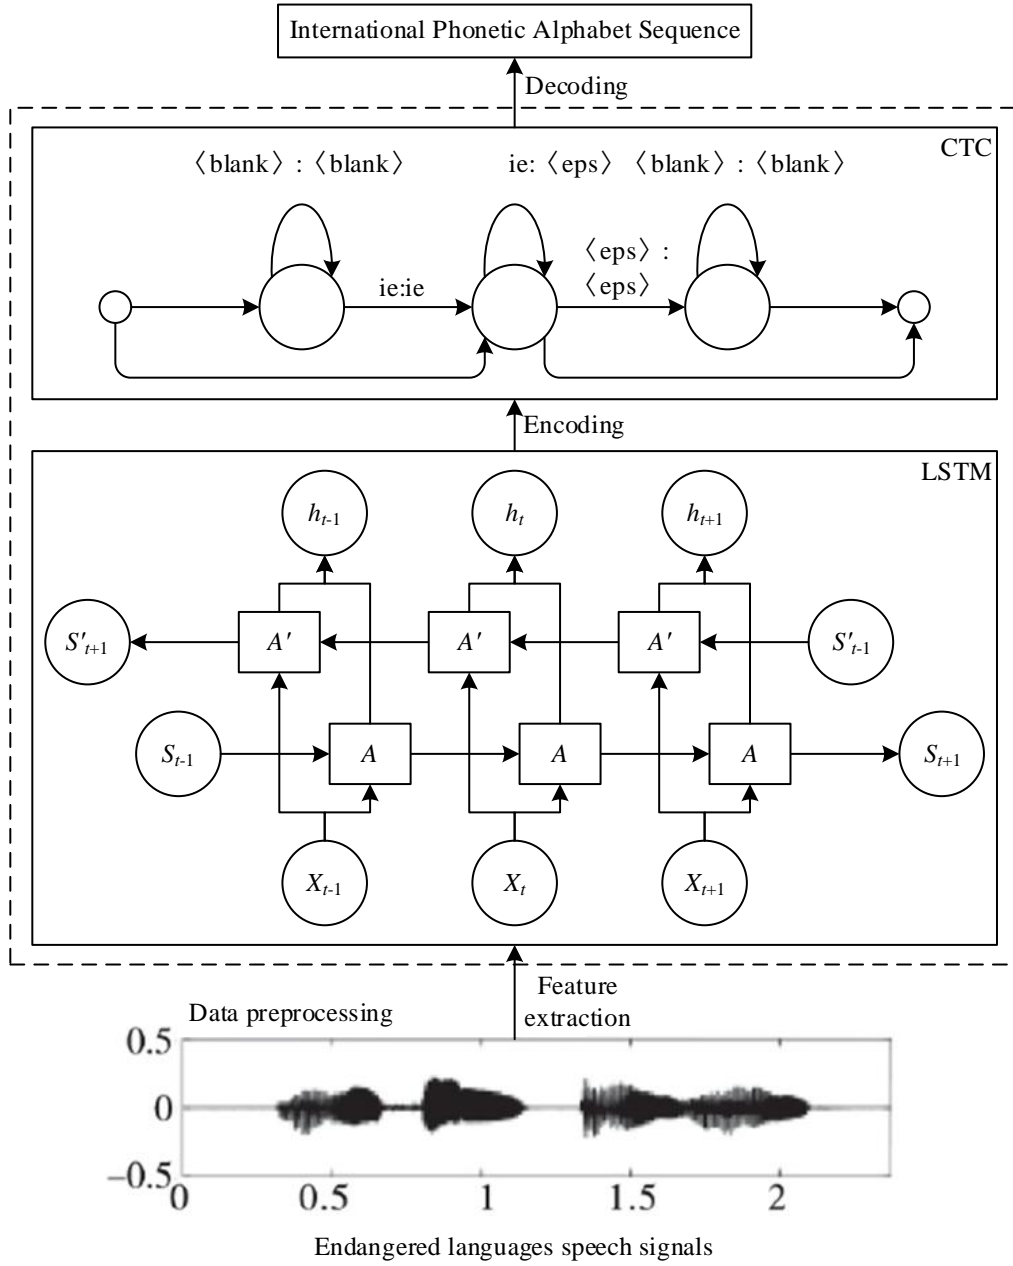 International Phonetic Alphabet Sequence
Decoding
CTC
〈blank〉: 〈blank〉
ie: 〈eps〉 〈blank〉: 〈blank〉
〈eps〉:
〈eps〉
ie:ie
Encoding
LSTM
h_{t-1} h_t h_{t+1}
S'_{t+1} A' A' A' S'_{t-1}
S_{t-1} A A A S_{t+1}
X_{t-1} X_t X_{t+1}
Feature
extraction
Data preprocessing
0.5
0
−0.5
0 0.5 1 1.5 2
Endangered languages speech signals